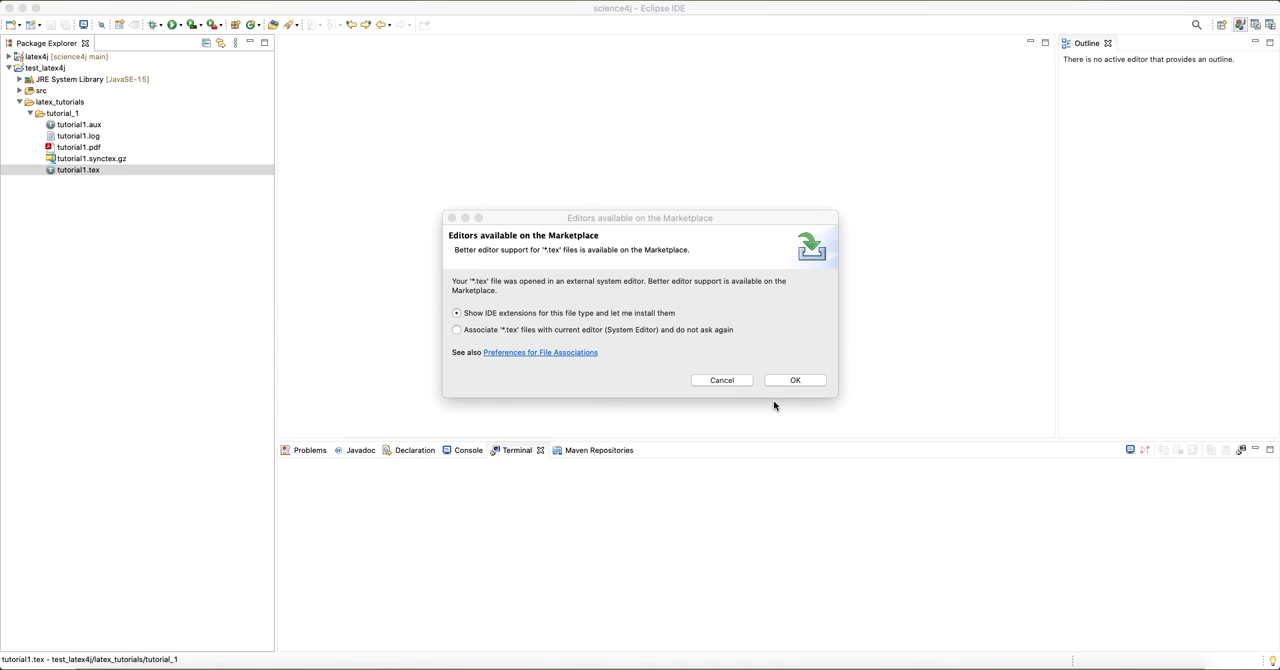 science4j - Eclipse IDE
Package Explorer
Outline
latex4j [science4j main]
There is no active editor that provides an outline.
test_latex4j
JRE System Library [JavaSE-15]
src
latex_tutorials
tutorial_1
tutorial1.aux
tutorial1.log
tutorial1.pdf
tutorial1.synctex.gz
tutorial1.tex
Editors available on the Marketplace
Editors available on the Marketplace
Better editor support for '*.tex' files is available on the Marketplace.
Your '*.tex' file was opened in an external system editor. Better editor support is available on the
Marketplace.
Show IDE extensions for this file type and let me install them
Associate '*.tex' files with current editor (System Editor) and do not ask again
See also Preferences for File Associations
Cancel
OK
Problems
@ Javadoc
Declaration
Console
Terminal
Maven Repositories
tutorial1.tex - test_latex4j/latex_tutorials/tutorial_1